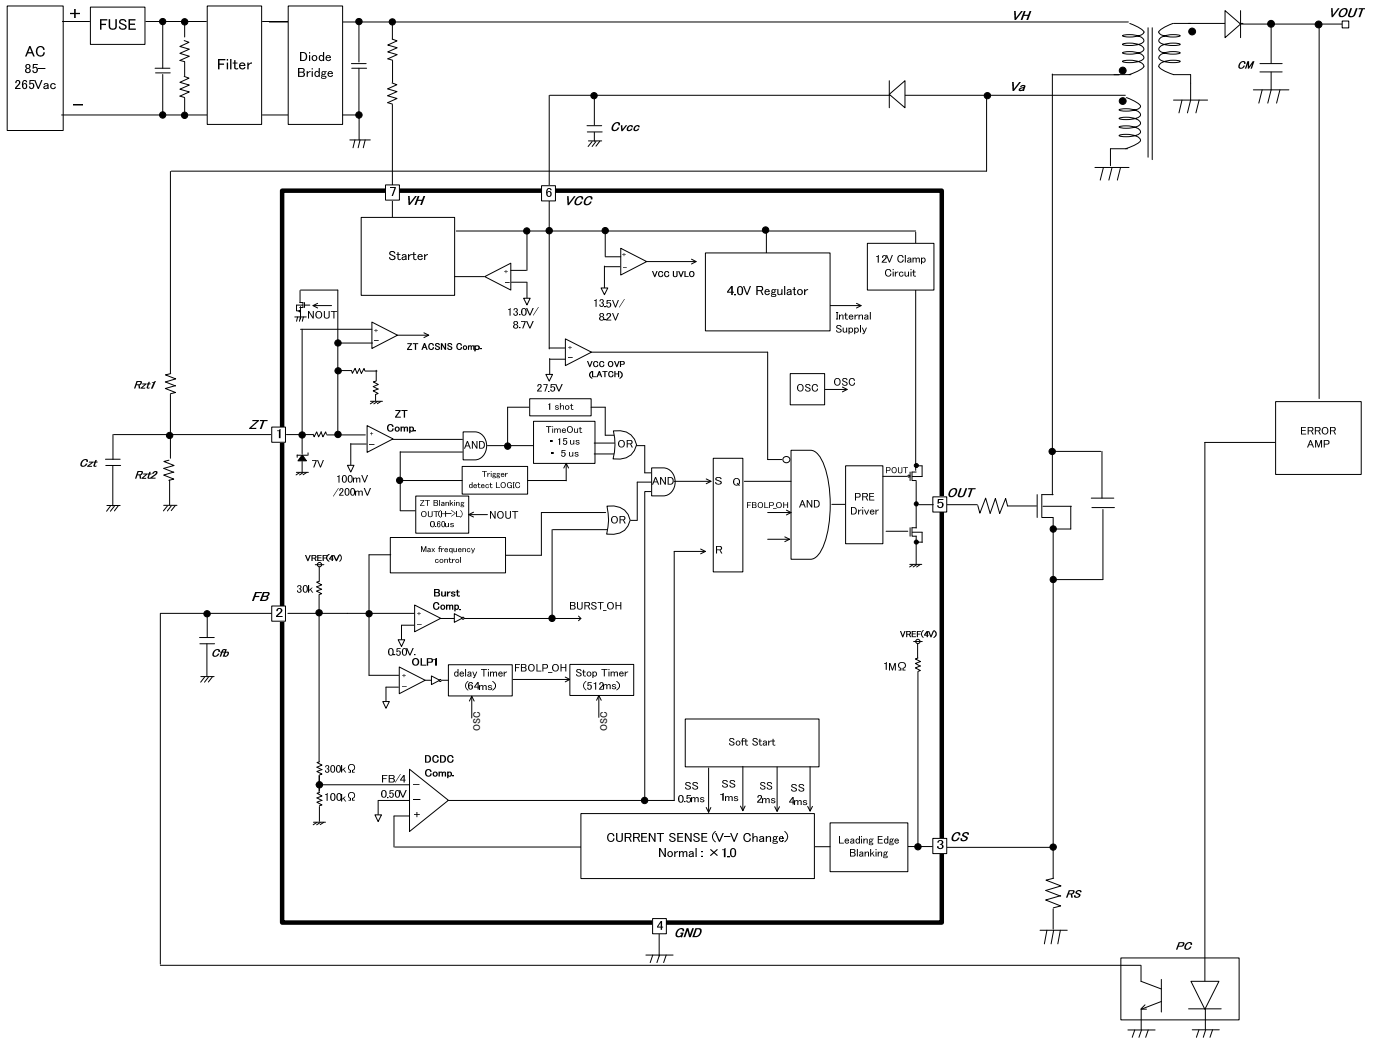 AC
85-
265Vac
+
-
FUSE
Filter
Diode
Bridge
VH
VOUT
CM
Va
Cvcc
7
VH
6
VCC
Starter
+
-
13.0V/
8.7V
+
-
13.5V/
8.2V
VCC UVLO
4.0V Regulator
Internal
Supply
12V Clamp
Circuit
NOUT
+
-
ZT ACSNS Comp.
+
-
27.5V
VCC OVP
(LATCH)
OSC
OSC
Rzt1
ZT
1
Czt
Rzt2
7V
ZT
Comp.
+
-
100mV
/200mV
AND
1 shot
TimeOut
・15 us
・5 us
OR
Trigger
detect LOGIC
ZT Blanking
OUT(H->L)
0.60us
NOUT
AND
OR
Max frequency
control
S
Q
R
FBOLP_OH
AND
PRE
Driver
POUT
5
OUT
ERROR
AMP
VREF(4V)
30k
FB
2
Cfb
Burst
Comp.
+
-
0.50V.
BURST_OH
OLP1
+
-
delay Timer
(64ms)
FBOLP_OH
Stop Timer
(512ms)
OSC
OSC
VREF(4V)
1MΩ
300kΩ
100kΩ
DCDC
Comp.
FB/4
0.50V
-
-
+
Soft Start
SS
0.5ms
SS
1ms
SS
2ms
SS
4ms
CURRENT SENSE (V-V Change)
Normal : ×1.0
Leading Edge
Blanking
3
CS
RS
4
GND
PC